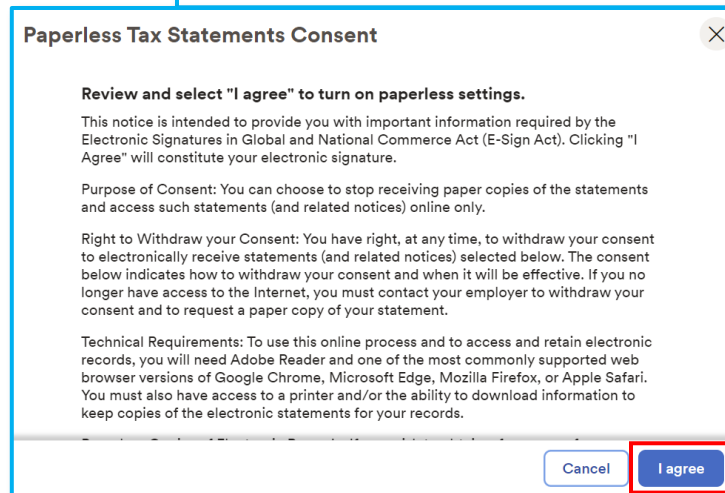 Paperless Tax Statements Consent
Review and select "I agree" to turn on paperless settings.
This notice is intended to provide you with important information required by the
Electronic Signatures in Global and National Commerce Act (E-Sign Act). Clicking "I
Agree" will constitute your electronic signature.
Purpose of Consent: You can choose to stop receiving paper copies of the statements
and access such statements (and related notices) online only.
Right to Withdraw your Consent: You have right, at any time, to withdraw your consent
to electronically receive statements (and related notices) selected below. The consent
below indicates how to withdraw your consent and when it will be effective. If you no
longer have access to the Internet, you must contact your employer to withdraw your
consent and to request a paper copy of your statement.
Technical Requirements: To use this online process and to access and retain electronic
records, you will need Adobe Reader and one of the most commonly supported web
browser versions of Google Chrome, Microsoft Edge, Mozilla Firefox, or Apple Safari.
You must also have access to a printer and/or the ability to download information to
keep copies of the electronic statements for your records.
Cancel
I agree